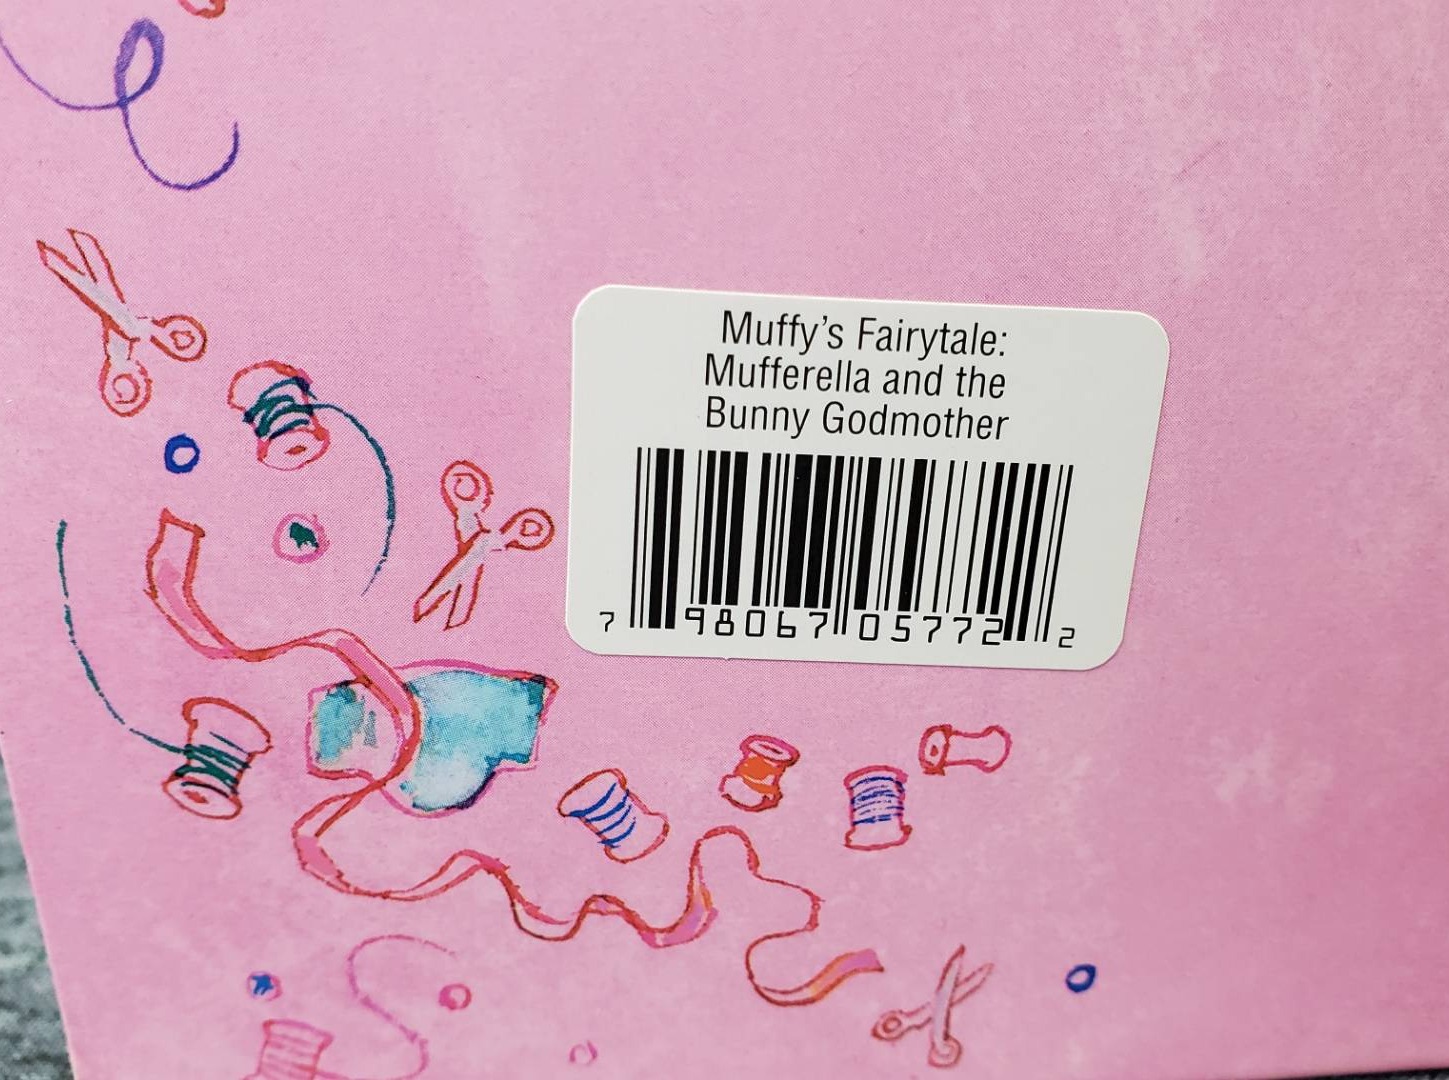 Muffy's Fairytale:
Mufferella and the
Bunny Godmother
7 98067 05772 2